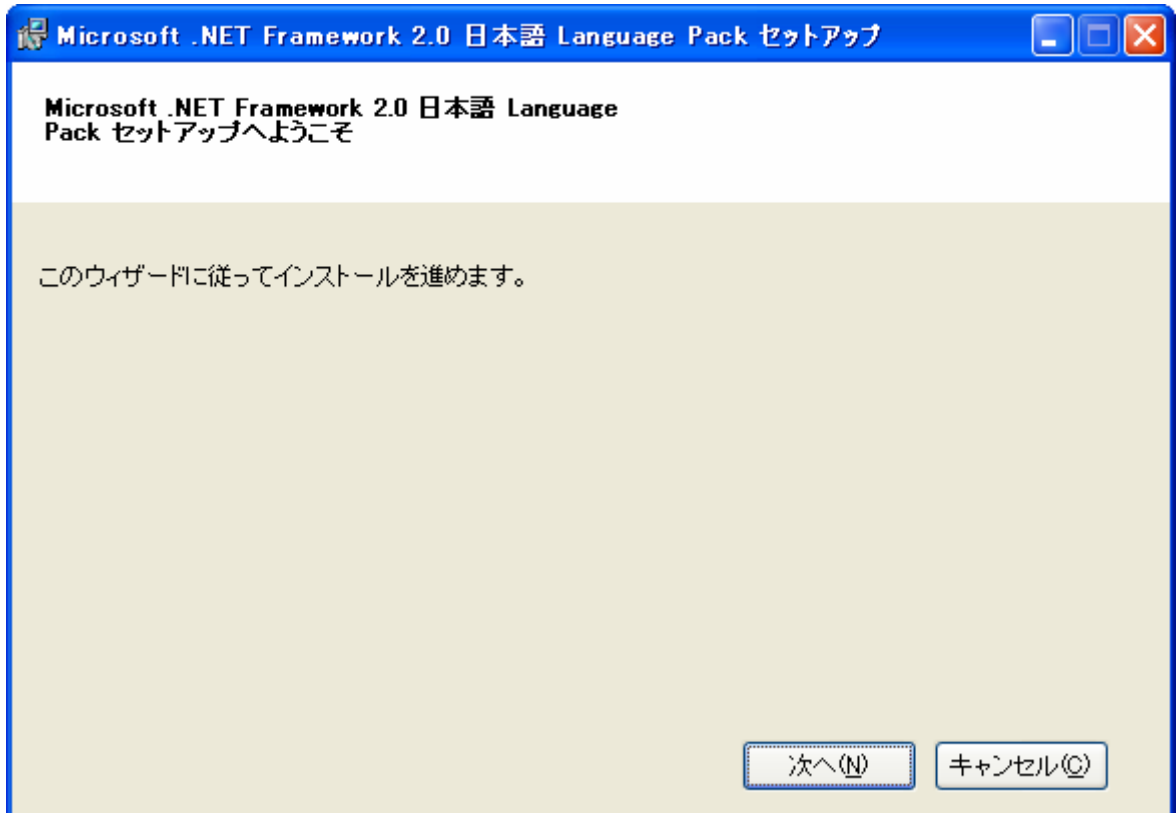 Microsoft .NET Framework 2.0 日本語 Language Pack セットアップ
Microsoft .NET Framework 2.0 日本語 Language
Pack セットアップへようこそ
このウィザードに従ってインストールを進めます。
次へ(N)
キャンセル(C)